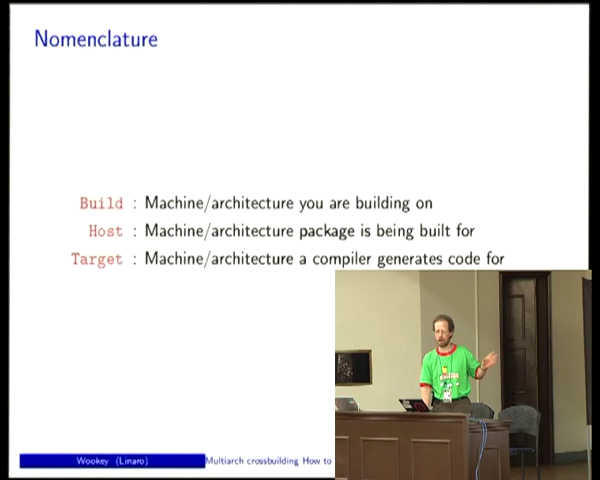 Nomenclature
Build : Machine/architecture you are building on
Host : Machine/architecture package is being built for
Target : Machine/architecture a compiler generates code for
Wookey (Linaro) Multiarch crossbuilding How to